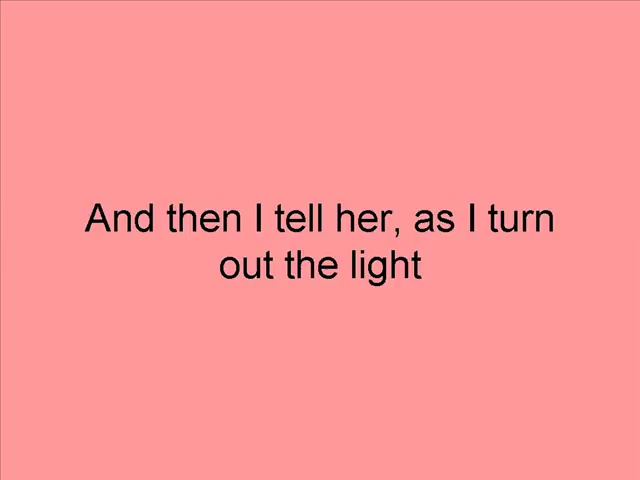 And then I tell her, as I turn
out the light